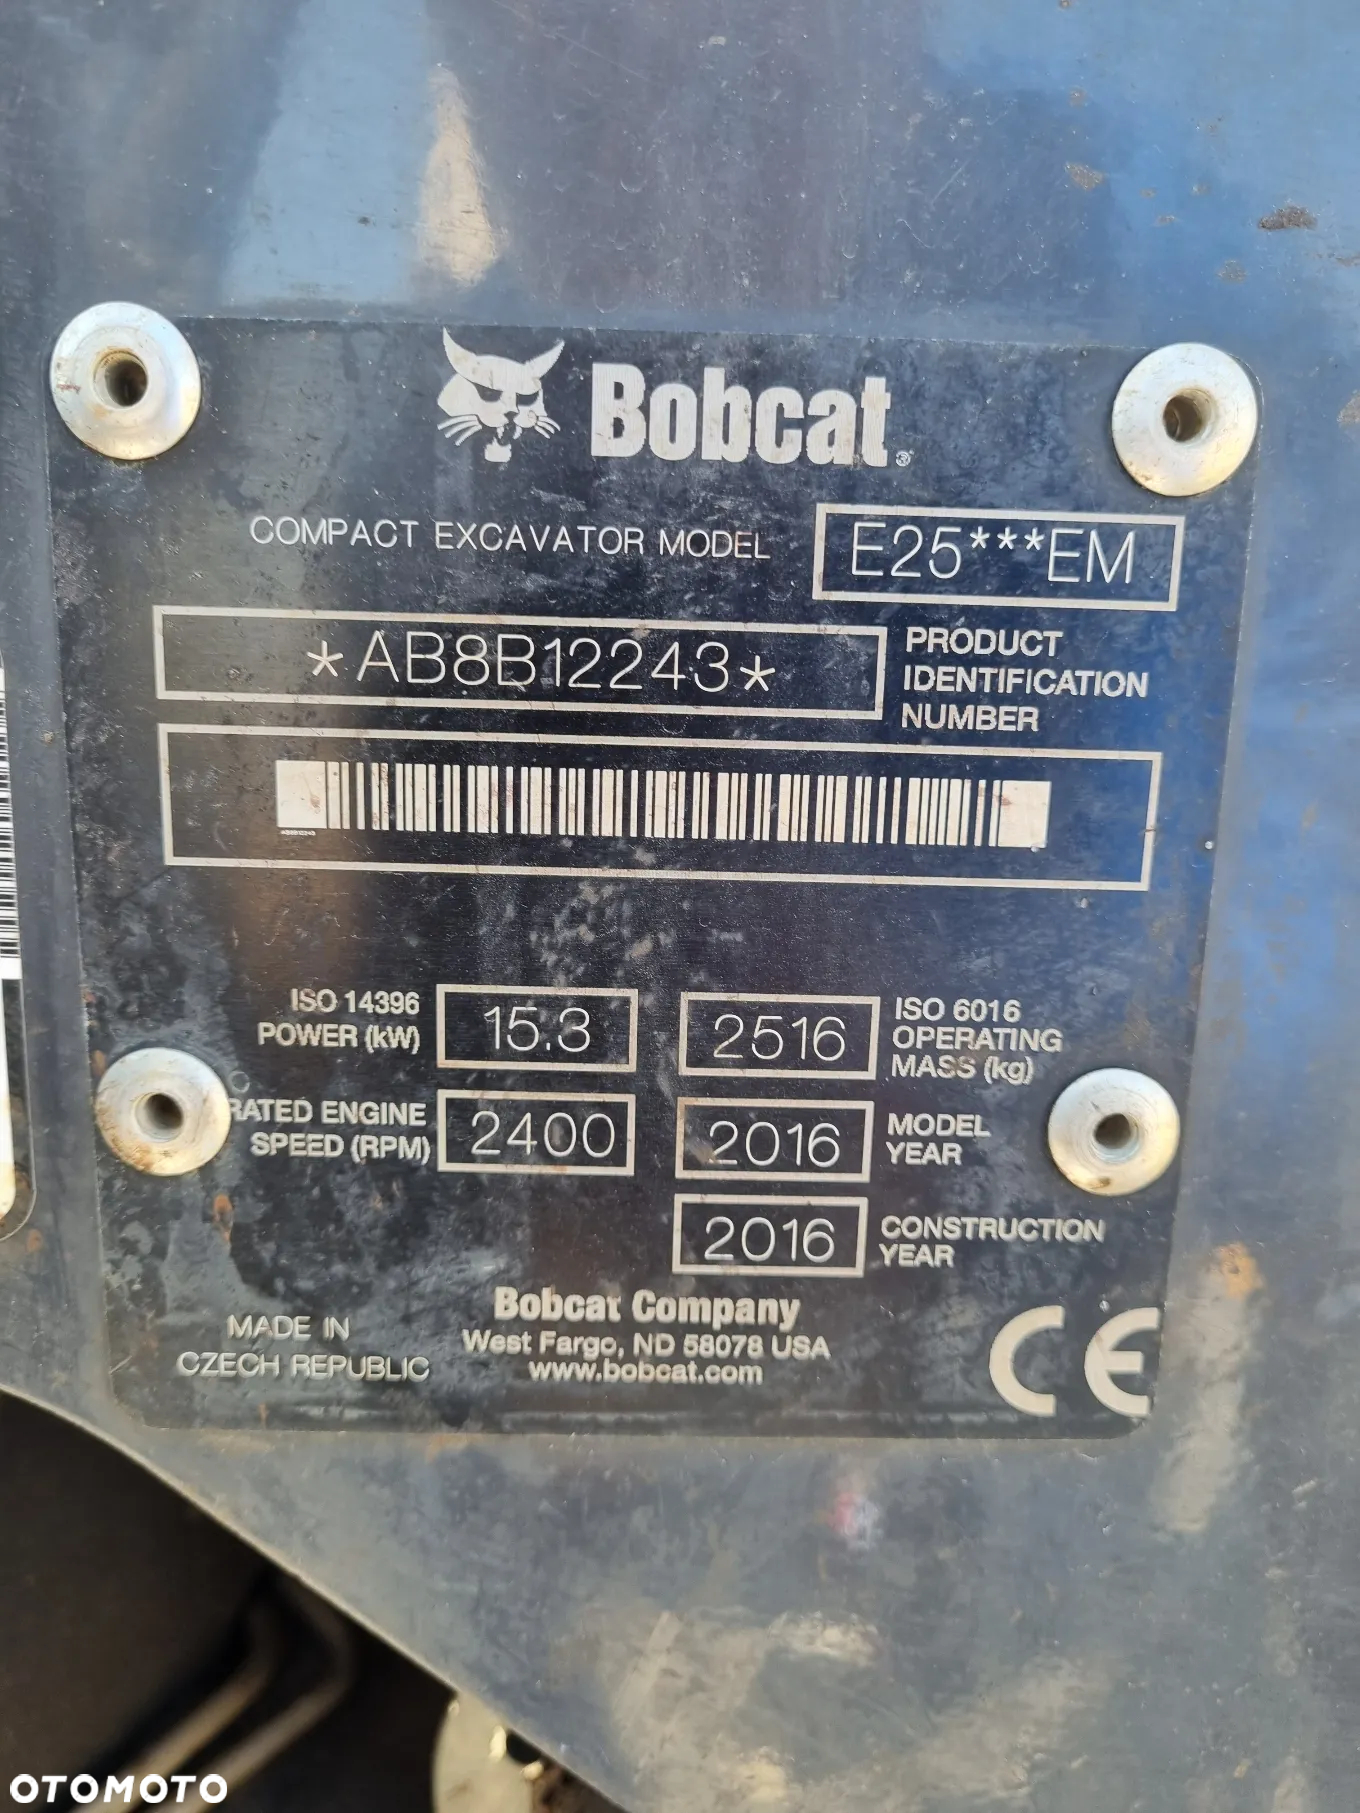 Bobcat®
COMPACT EXCAVATOR MODEL E25***EM
*AB8B12243*
PRODUCT
IDENTIFICATION
NUMBER
AB8B12243
ISO 14396
POWER (kW)
15.3
2516
ISO 6016
OPERATING
MASS (kg)
RATED ENGINE
SPEED (RPM)
2400
2016
MODEL
YEAR
2016
CONSTRUCTION
YEAR
MADE IN
CZECH REPUBLIC
Bobcat Company
West Fargo, ND 58078 USA
www.bobcat.com
CE
OTOMOTO